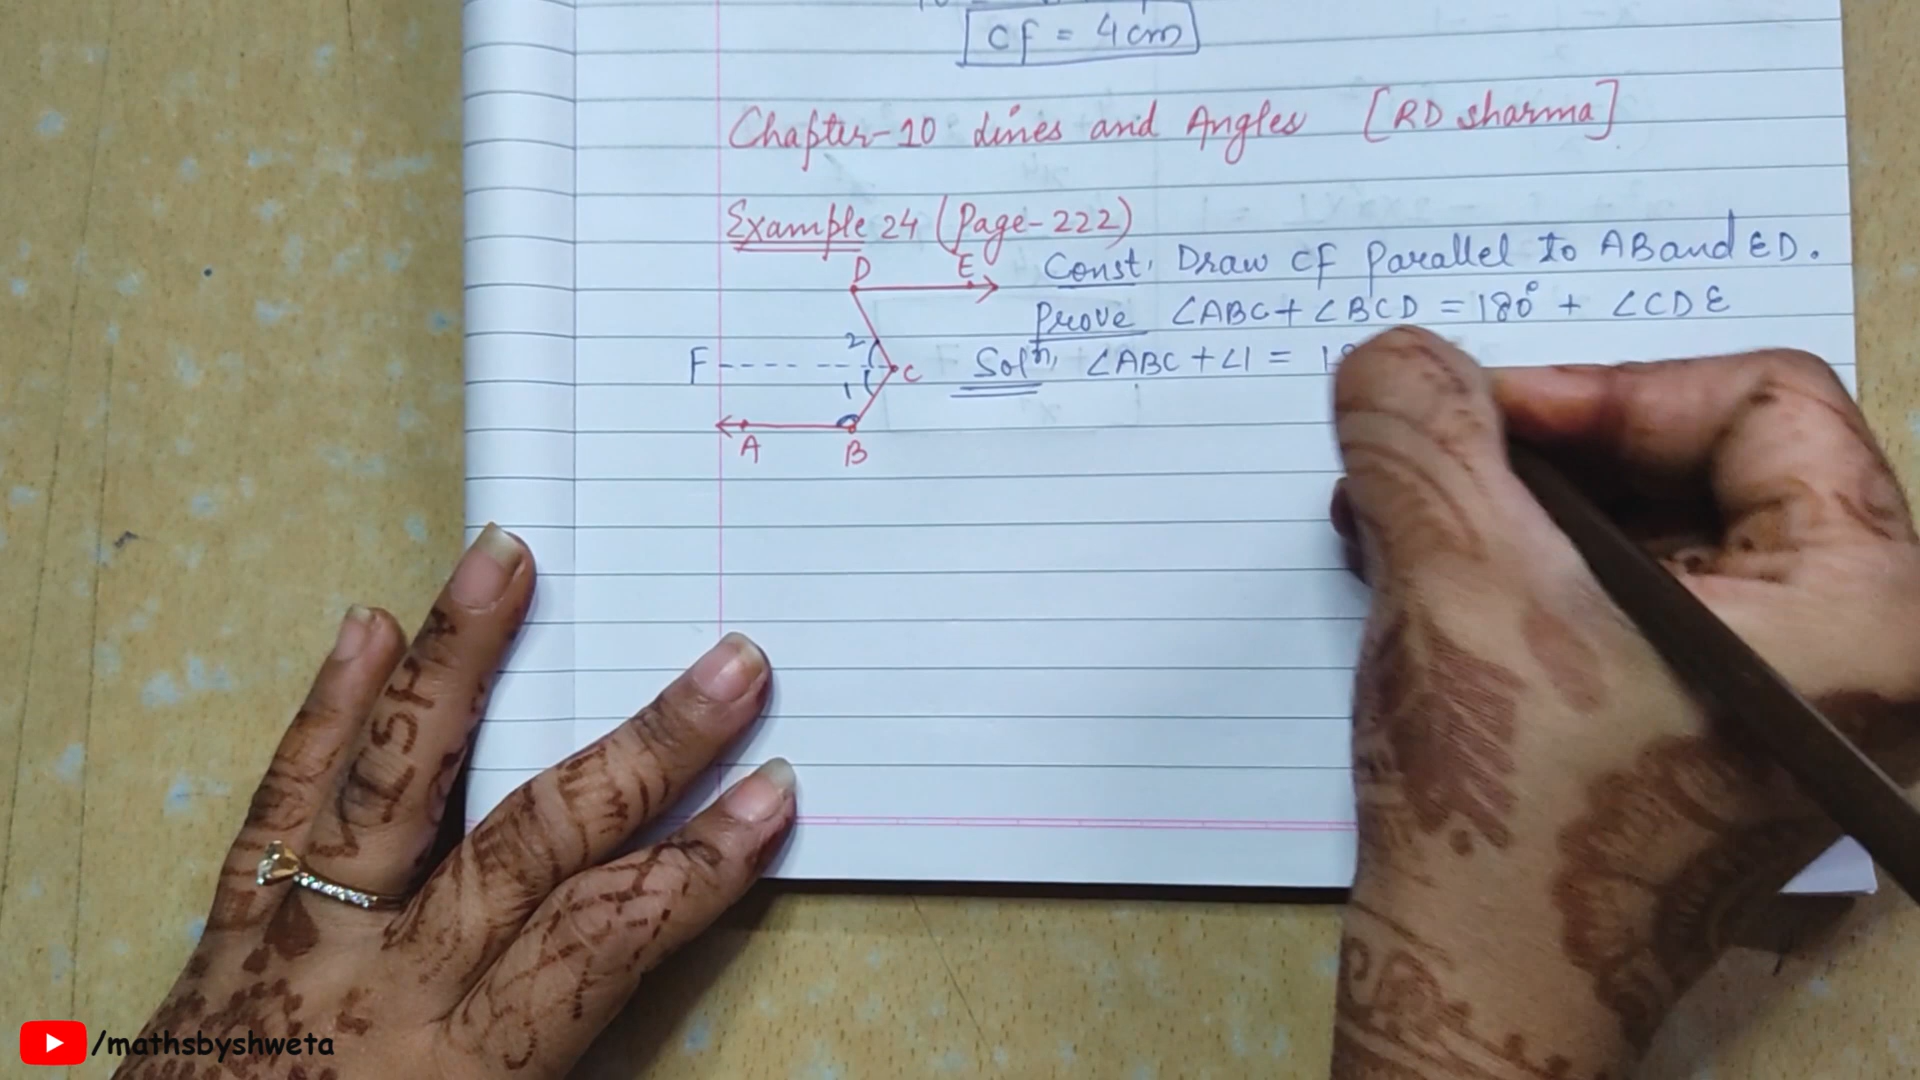 CF = 4cm
Chapter-10 Lines and Angles [RD Sharma]
Example 24 (Page-222)
D E
Const. Draw CF parallel to AB and ED.
Prove ∠ABC + ∠BCD = 180° + ∠CDE
F 2 1 C
Solⁿ, ∠ABC + ∠1 =
A B
VISHA
/mathsbyshweta